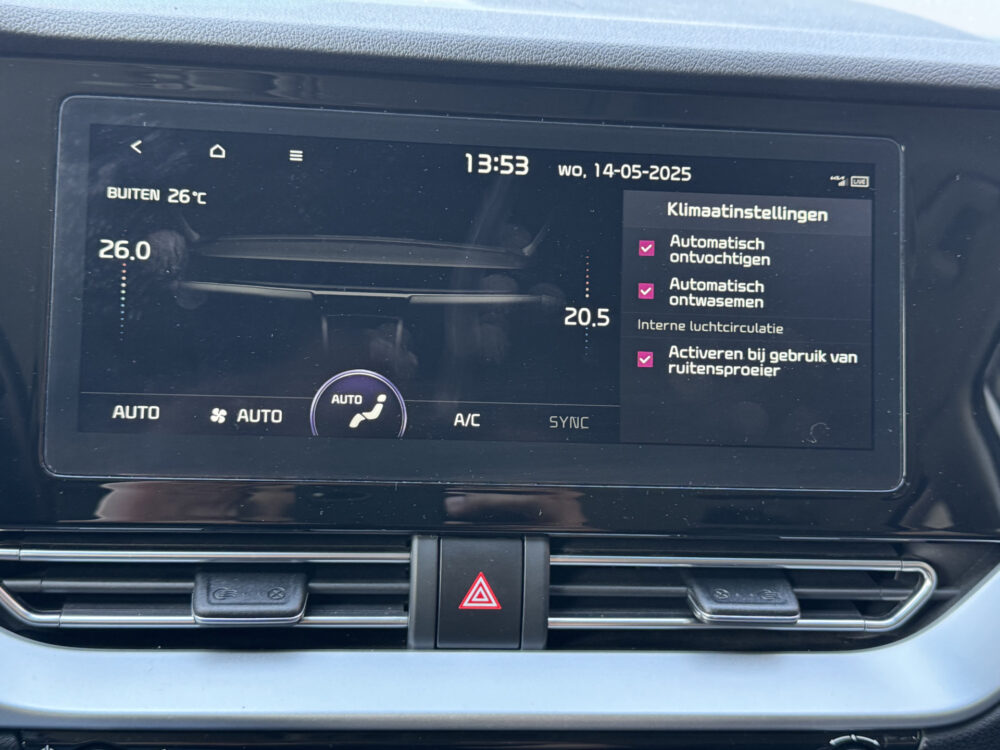 13:53 wo, 14-05-2025
LIVE
BUITEN 26°C
26.0
20.5
AUTO
AUTO
AUTO
A/C
SYNC
Klimaatinstellingen
Automatisch
ontvochtigen
Automatisch
ontwasemen
Interne luchtcirculatie
Activeren bij gebruik van
ruitensproeier